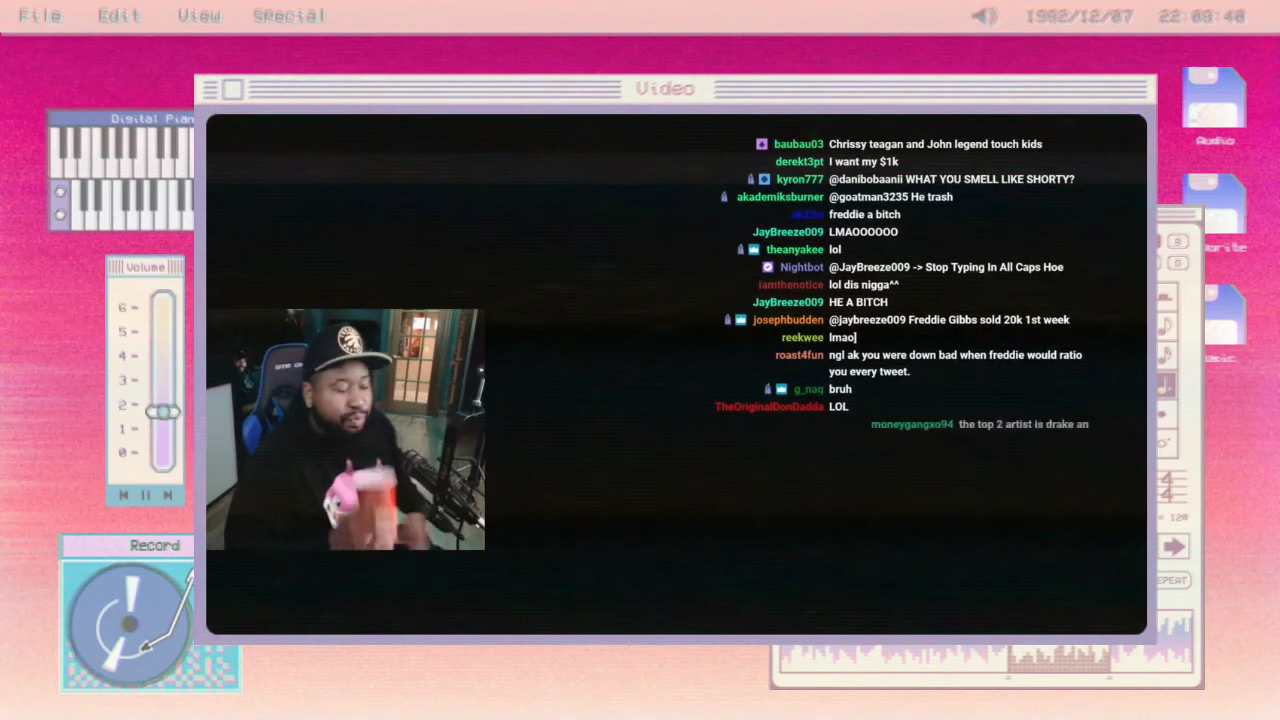 File Edit View Special 1982/12/07
Video
Digital Pian
Audio
baubau03 Chrissy teagan and John legend touch kids
derekt3pt I want my $1k
kyron777 @danibobaanii WHAT YOU SMELL LIKE SHORTY?
akademiksburner @goatman3235 He trash
freddie a bitch
JayBreeze009 LMAOOOOOO
theanyakee lol
Nightbot @JayBreeze009 -> Stop Typing In All Caps Hoe
iamthenotice lol dis nigga^^
JayBreeze009 HE A BITCH
josephbudden @jaybreeze009 Freddie Gibbs sold 20k 1st week
reekwee lmao]
roast4fun ngl ak you were down bad when freddie would ratio
you every tweet.
g_naq bruh
TheOriginalDonDadda LOL
moneygangxo94 the top 2 artist is drake an
Volume
6
5
4
3
2
1
0
Record
4
4
120
EPEAT